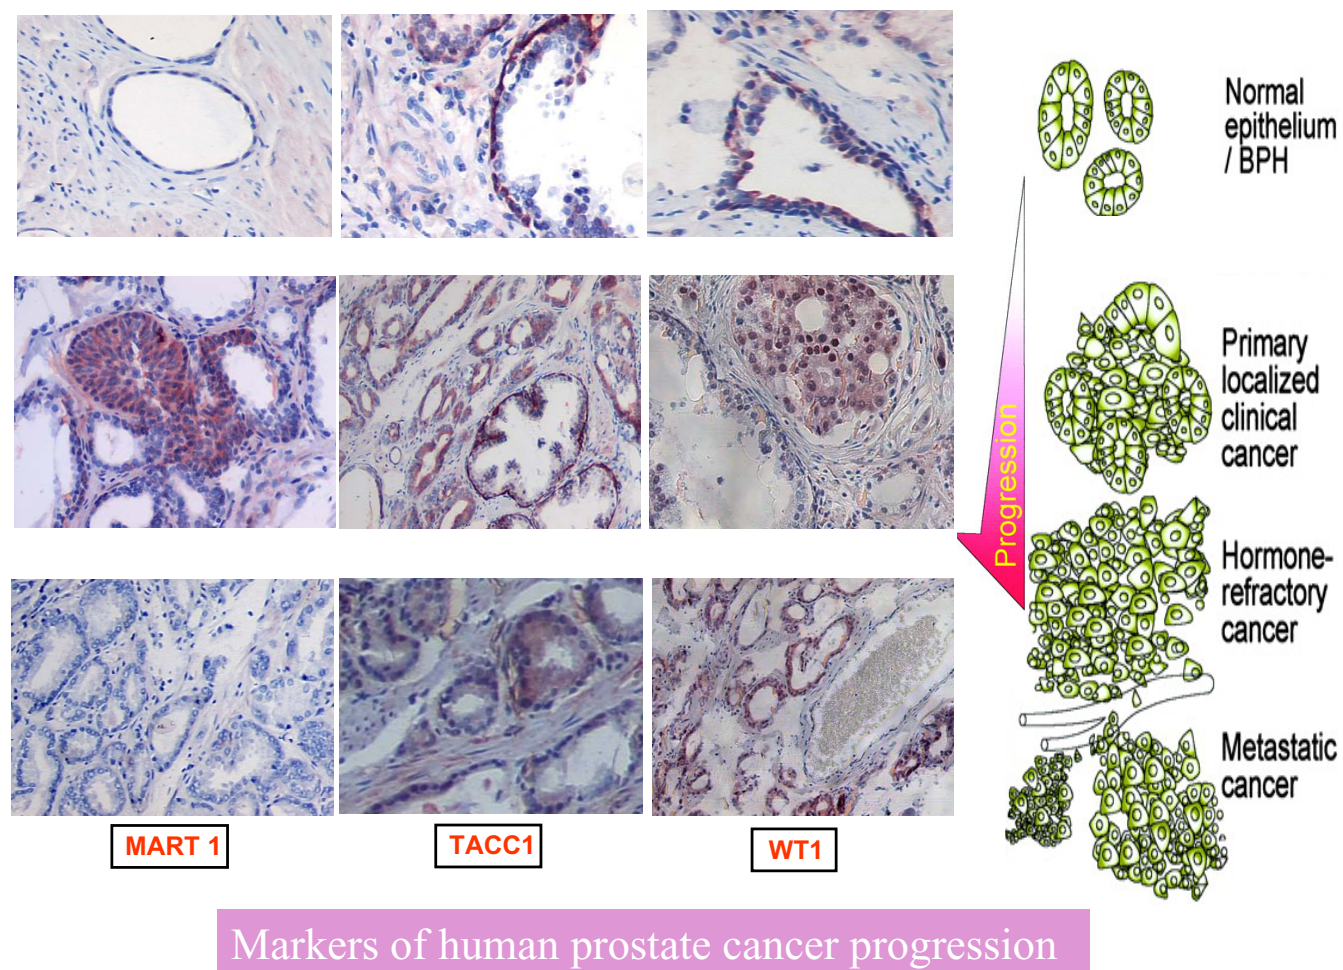 Normal
epithelium
/ BPH
Primary
localized
clinical
cancer
Progression
Hormone-
refractory
cancer
Metastatic
cancer
MART 1
TACC1
WT1
Markers of human prostate cancer progression